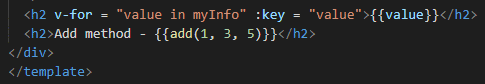 <h2 v-for = "value in myInfo" :key = "value">{{value}}</h2>
<h2>Add method - {{add(1, 3, 5)}}</h2>
</div>
</template>